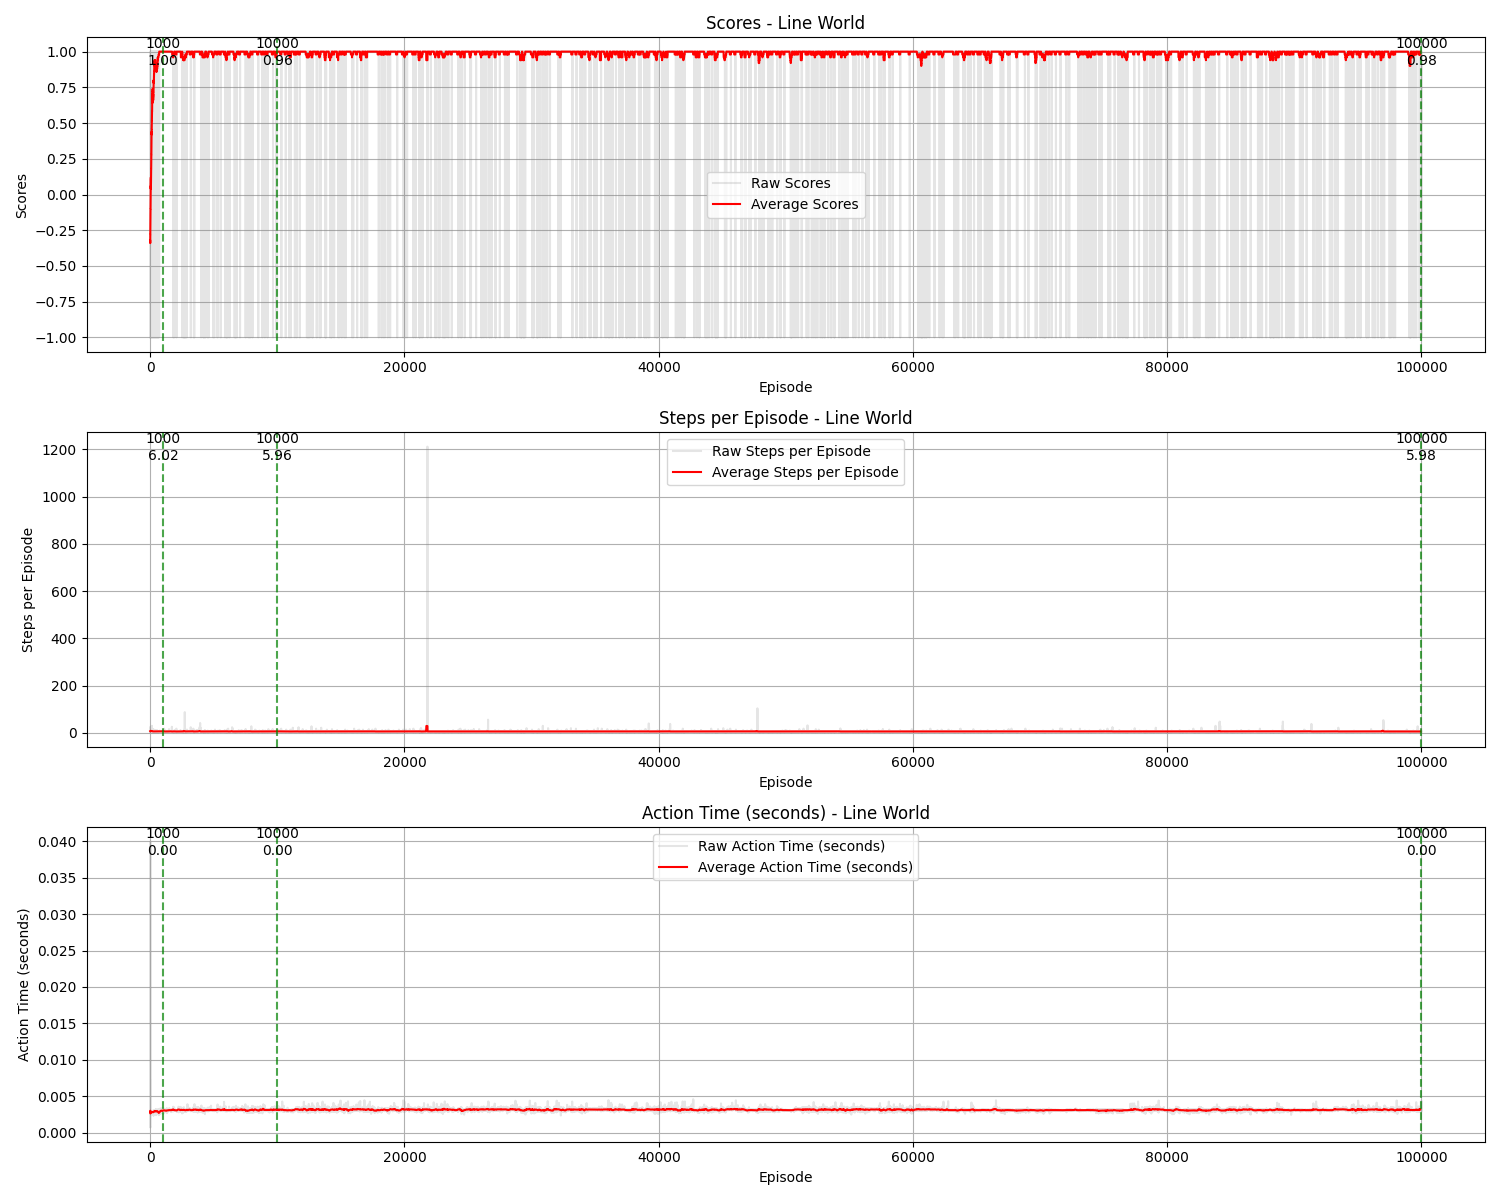 Scores - Line World
1000
1.00
10000
0.96
100000
0.98
1.00
0.75
0.50
0.25
0.00
−0.25
−0.50
−0.75
−1.00
Scores
Raw Scores
Average Scores
0 20000 40000 60000 80000 100000
Episode
Steps per Episode - Line World
1000
6.02
10000
5.96
100000
5.98
1200
1000
800
600
400
200
0
Steps per Episode
Raw Steps per Episode
Average Steps per Episode
0 20000 40000 60000 80000 100000
Episode
Action Time (seconds) - Line World
1000
0.00
10000
0.00
100000
0.00
0.040
0.035
0.030
0.025
0.020
0.015
0.010
0.005
0.000
Action Time (seconds)
Raw Action Time (seconds)
Average Action Time (seconds)
0 20000 40000 60000 80000 100000
Episode